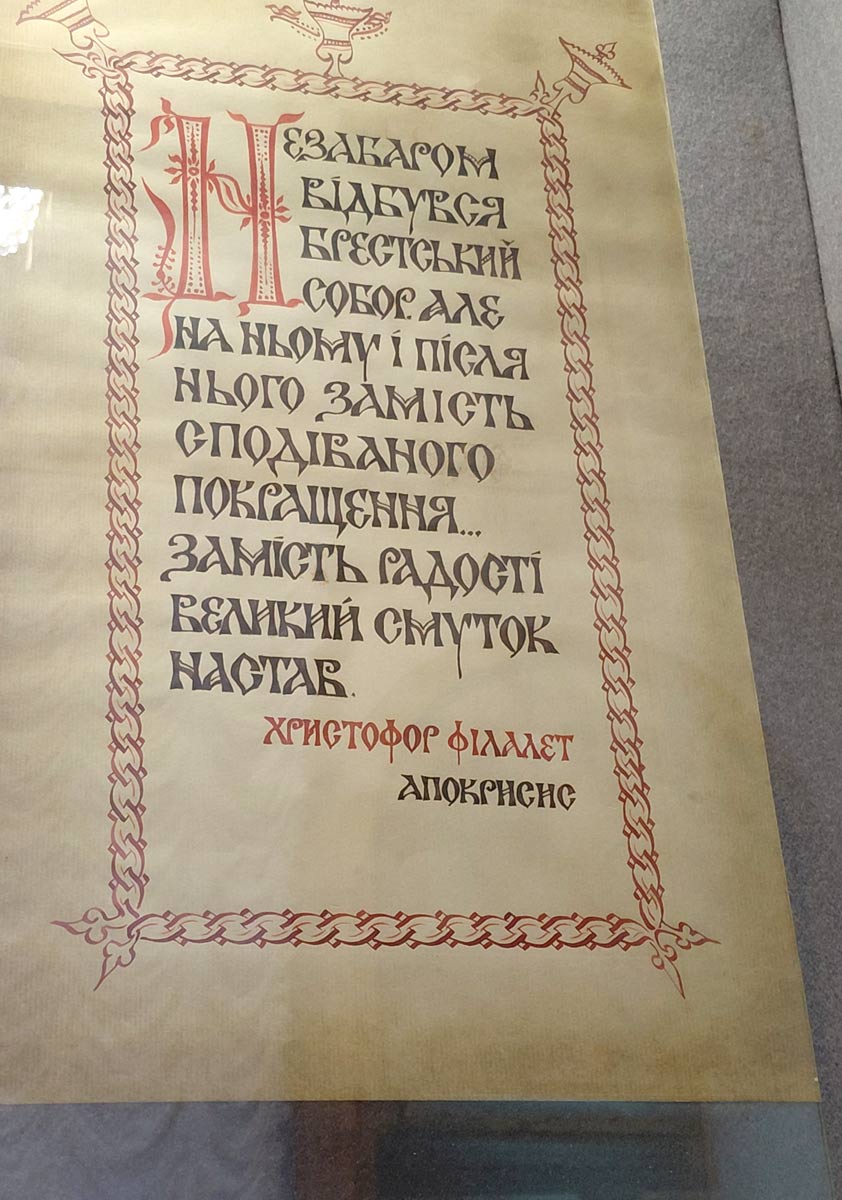 Незабаром
відбувся
Брестський
собор. Але
на ньому і після
нього замість
сподіваного
покращення...
замість радості
великий смуток
настав.
Христофор Філалет
Апокрисис